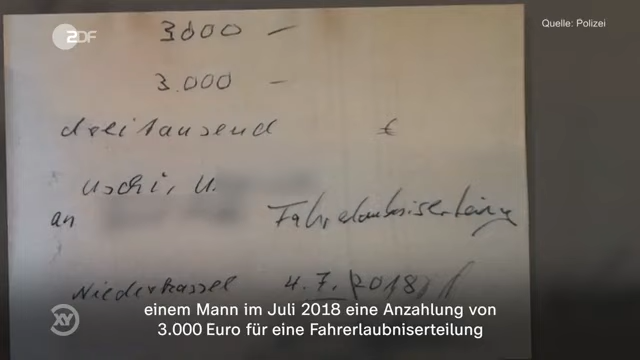 ZDF
Quelle: Polizei
3000 —
3.000 —
dreitausend €
Uschi, U.
an Fahrerlaubniserteilung
Niederkassel 4.7.2018
einem Mann im Juli 2018 eine Anzahlung von
3.000 Euro für eine Fahrerlaubniserteilung
XY